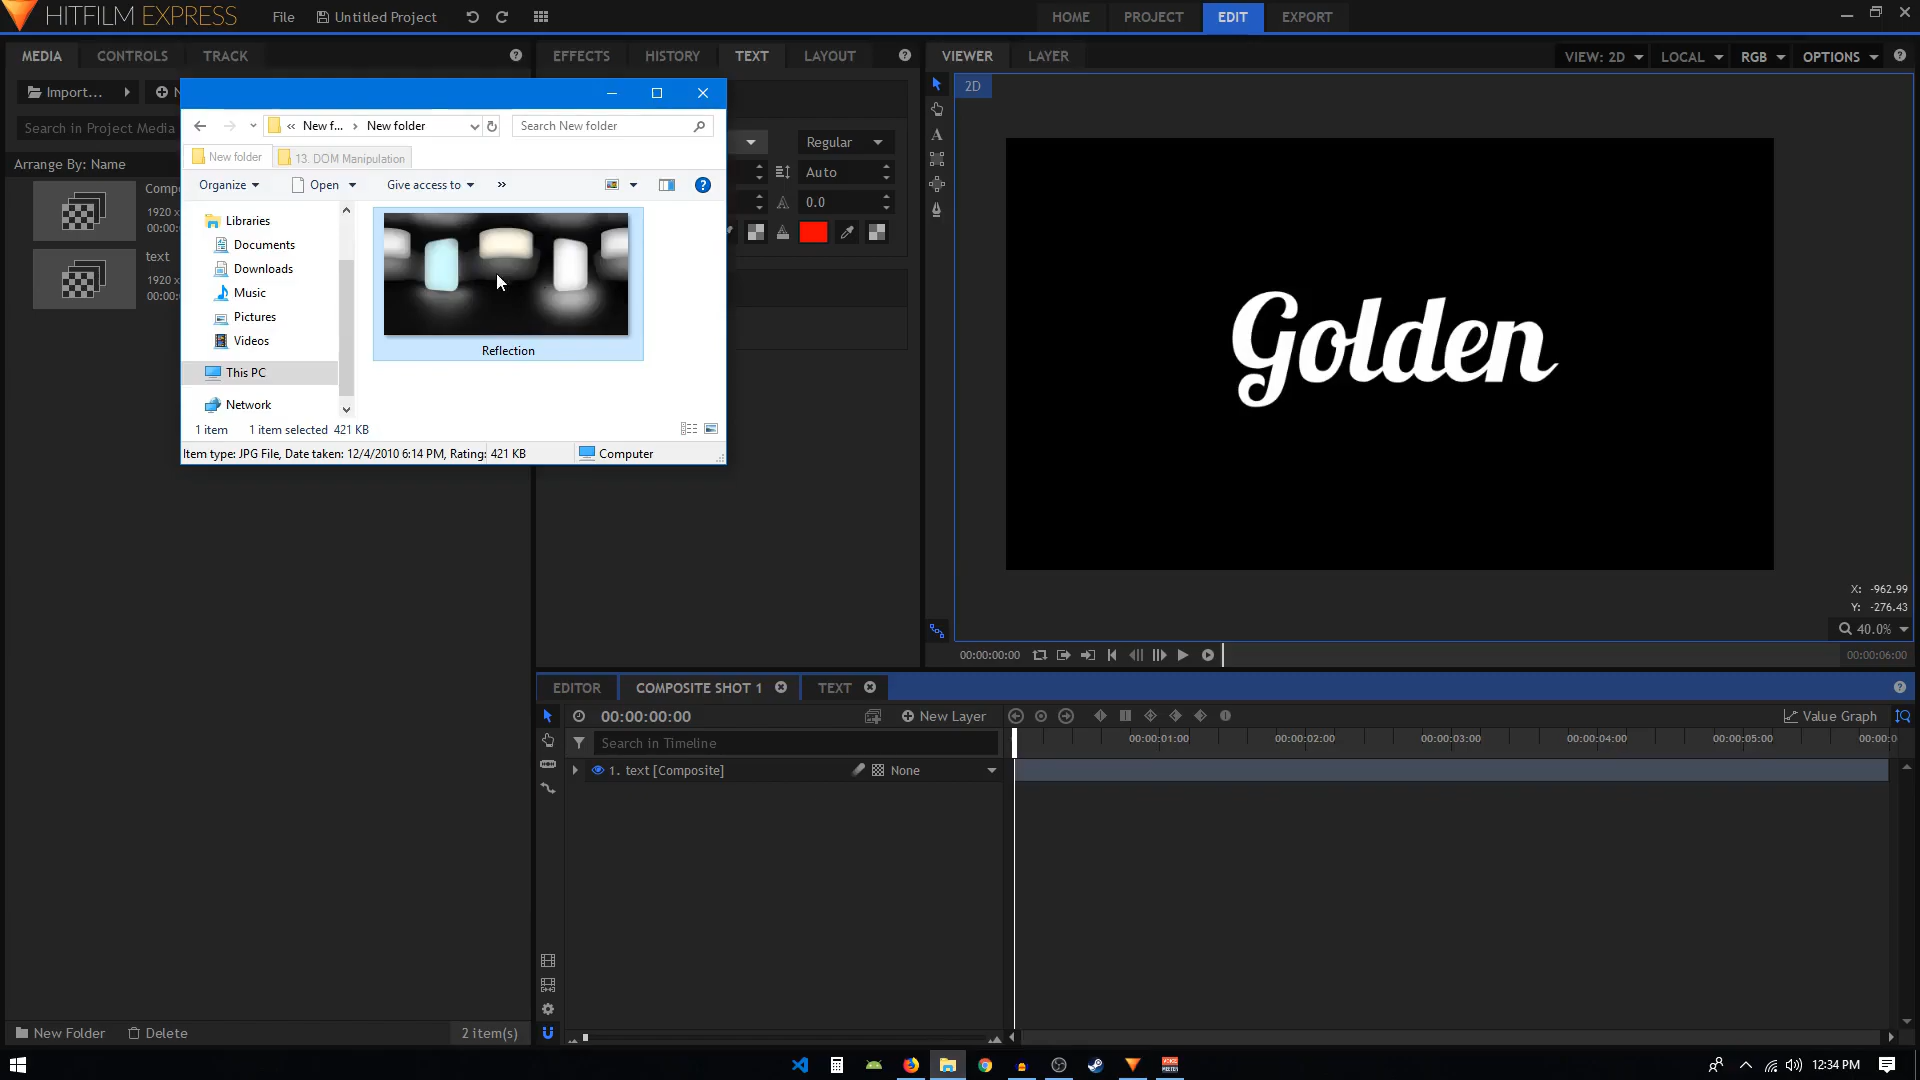 HITFILM EXPRESS
File
Untitled Project
HOME
PROJECT
EDIT
EXPORT
MEDIA
CONTROLS
TRACK
EFFECTS
HISTORY
TEXT
LAYOUT
VIEWER
LAYER
VIEW: 2D
LOCAL
RGB
OPTIONS
Import...
N
2D
Search in Project Media
Arrange By: Name
Compo
1920 x
00:00:
text
1920 x
00:00:
« New f... > New folder
Search New folder
New folder
13. DOM Manipulation
Organize
Open
Give access to
»
Libraries
Documents
Downloads
Music
Pictures
Videos
This PC
Network
Reflection
1 item
1 item selected 421 KB
Item type: JPG File, Date taken: 12/4/2010 6:14 PM, Rating: 421 KB
Computer
Regular
Auto
0.0
Golden
X: -962.99
Y: -276.43
40.0%
00:00:00:00
00:00:06:00
EDITOR
COMPOSITE SHOT 1
TEXT
00:00:00:00
New Layer
Value Graph
Search in Timeline
00:00:01:00
00:00:02:00
00:00:03:00
00:00:04:00
00:00:05:00
00:00:0
1. text [Composite]
None
New Folder
Delete
2 item(s)
12:34 PM